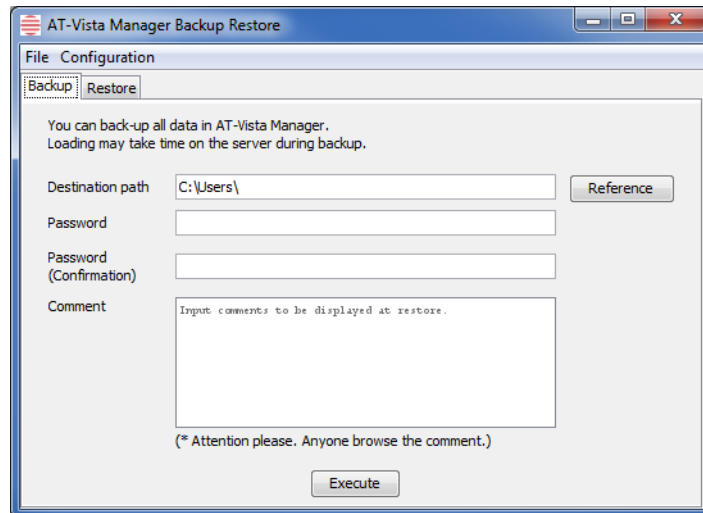 AT-Vista Manager Backup Restore
File Configuration
Backup Restore
You can back-up all data in AT-Vista Manager.
Loading may take time on the server during backup.
Destination path C:\Users\ Reference
Password
Password
(Confirmation)
Comment Input comments to be displayed at restore.
(* Attention please. Anyone browse the comment.)
Execute